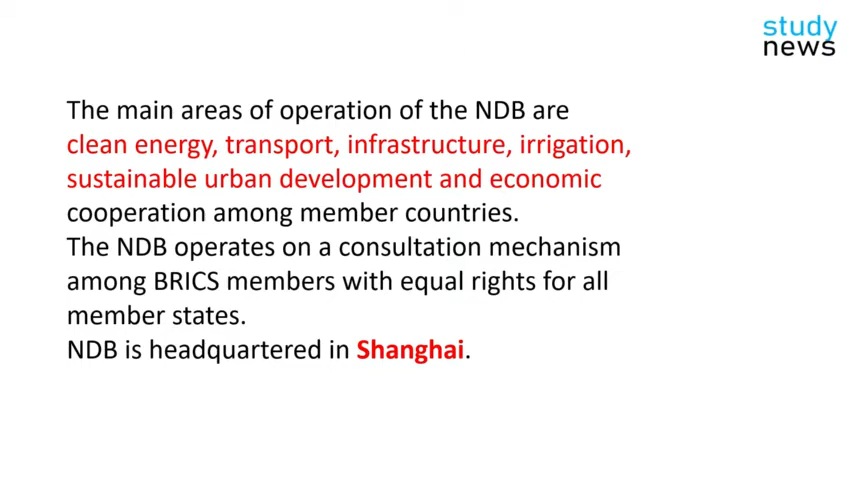 study
news
The main areas of operation of the NDB are
clean energy, transport, infrastructure, irrigation,
sustainable urban development and economic
cooperation among member countries.
The NDB operates on a consultation mechanism
among BRICS members with equal rights for all
member states.
NDB is headquartered in Shanghai.